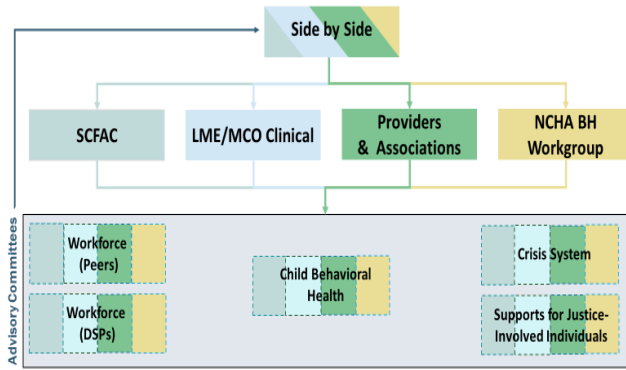 Side by Side
SCFAC
LME/MCO Clinical
Providers
& Associations
NCHA BH
Workgroup
Advisory Committees
Workforce
(Peers)
Workforce
(DSPs)
Child Behavioral
Health
Crisis System
Supports for Justice-
Involved Individuals